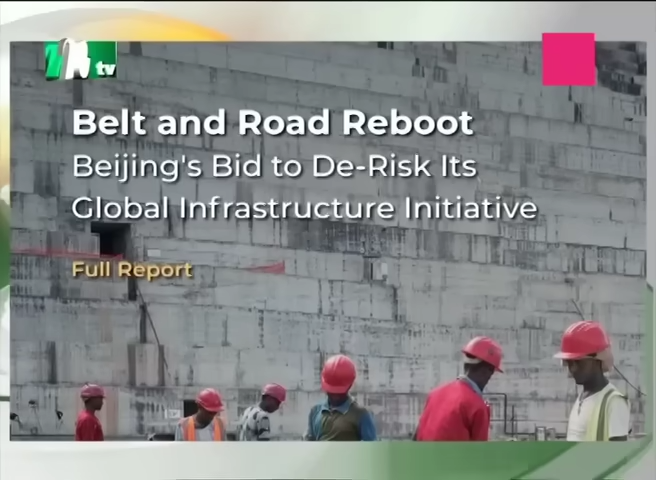 tv
Belt and Road Reboot
Beijing's Bid to De-Risk Its
Global Infrastructure Initiative
Full Report